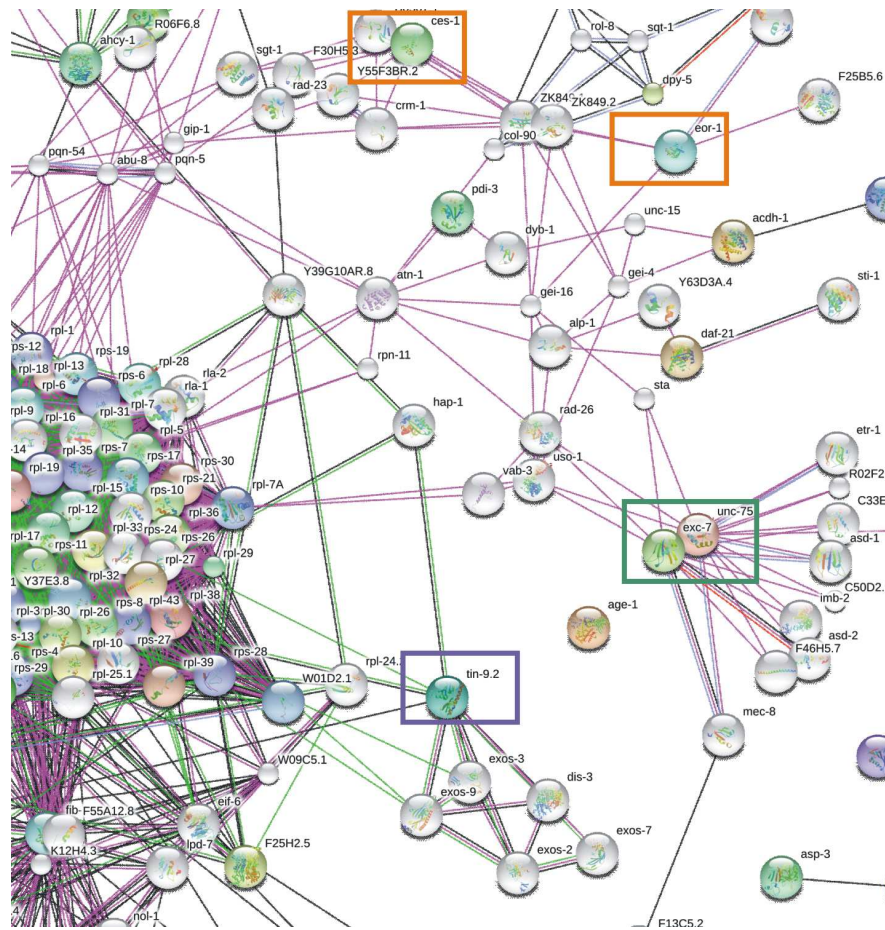 R06F6.8
ces-1
rol-8
sqt-1
ahcy-1
sgt-1
F30H5.3
Y55F3BR.2
dpy-5
F25B5.6
rad-23
crm-1
ZK849.2
gip-1
col-90
eor-1
pqn-54
abu-8
pqn-5
pdi-3
unc-15
acdh-1
dyb-1
Y39G10AR.8
atn-1
gei-4
Y63D3A.4
sti-1
gei-16
alp-1
daf-21
rpl-1
rps-12
rps-19
rpl-18
rpl-13
rpl-28
rpl-6
rps-6
rla-2
rla-1
rpn-11
sta
rpl-9
rpl-16
rpl-31
rpl-7
hap-1
rad-26
rpl-5
-14
rpl-35
rps-7
rps-17
rps-30
etr-1
rpl-19
rpl-15
rps-10
rps-21
rpl-7A
vab-3
uso-1
R02F2
rpl-12
rpl-33
rps-24
rpl-36
unc-75
C33E
rpl-17
rps-11
rps-26
exc-7
asd-1
rpl-27
rpl-29
Y37E3.8
rpl-32
C50D2.
rpl-3
rpl-30
rpl-26
rps-8
rpl-43
rpl-38
age-1
imb-2
rps-13
rps-4
rpl-10
rps-27
asd-2
rps-29
rpl-25.1
rpl-39
rps-28
rpl-24.
F46H5.7
W01D2.1
tin-9.2
mec-8
W09C5.1
exos-3
dis-3
exos-9
fib-
F55A12.8
eif-6
exos-7
K12H4.3
lpd-7
F25H2.5
exos-2
asp-3
nol-1
F13C5.2